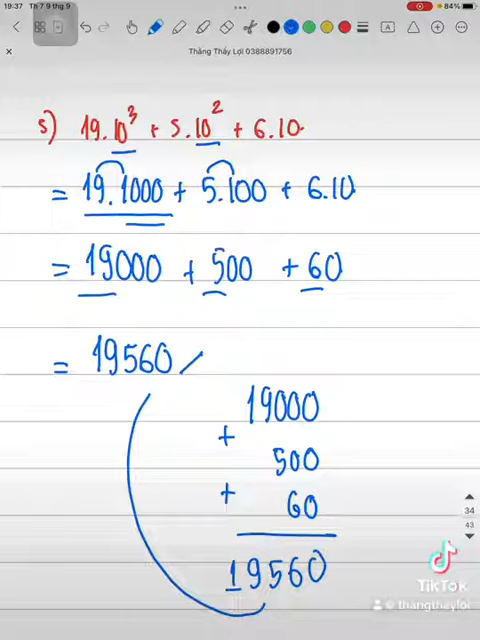 19:37 Th 7 9 thg 9
84%
Thắng Thầy Lợi 0388891756
s) 19.10³ + 5.10² + 6.10
= 19.1000 + 5.100 + 6.10
= 19000 + 500 + 60
= 19560
19000
+
500
+
60
19560
34
43
TikTok
@thangthayloi